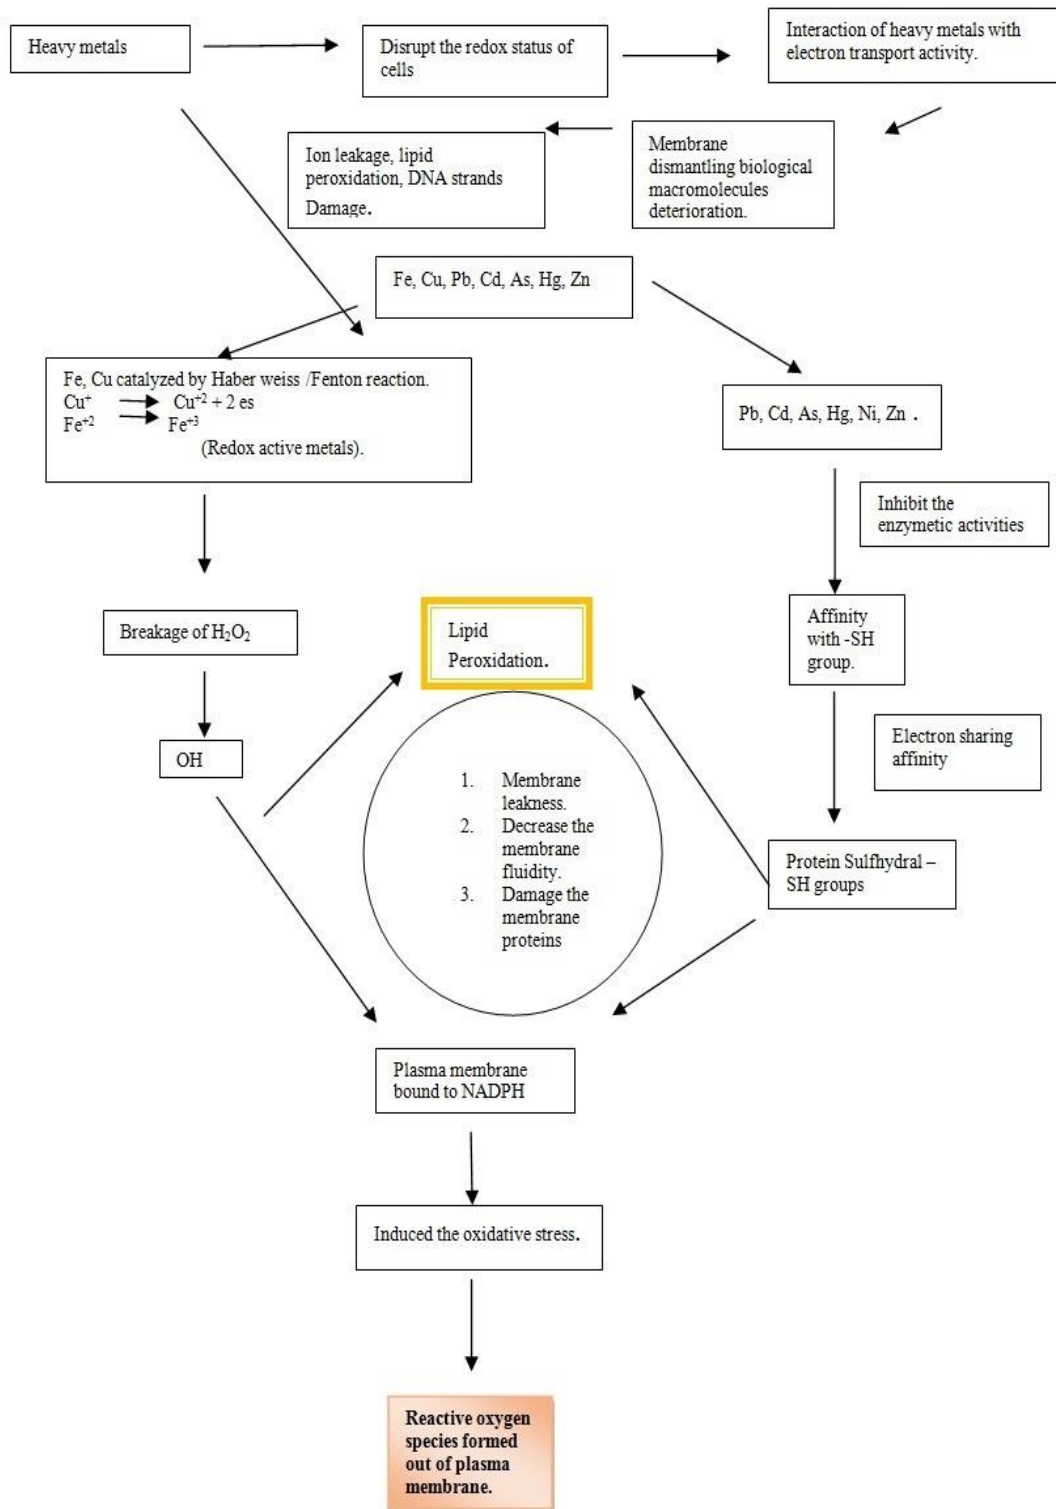 Heavy metals
Disrupt the redox status of
cells
Interaction of heavy metals with
electron transport activity.
Ion leakage, lipid
peroxidation, DNA strands
Damage.
Membrane
dismantling biological
macromolecules
deterioration.
Fe, Cu, Pb, Cd, As, Hg, Zn
Fe, Cu catalyzed by Haber weiss /Fenton reaction.
Cu⁺ Cu⁺² + 2 es
Fe⁺² Fe⁺³
(Redox active metals).
Pb, Cd, As, Hg, Ni, Zn .
Inhibit the
enzymetic activities
Breakage of H₂O₂
Lipid
Peroxidation.
Affinity
with -SH
group.
OH
Electron sharing
affinity
1. Membrane
leakness.
2. Decrease the
membrane
fluidity.
3. Damage the
membrane
proteins
Protein Sulfhydral –
SH groups
Plasma membrane
bound to NADPH
Induced the oxidative stress.
Reactive oxygen
species formed
out of plasma
membrane.